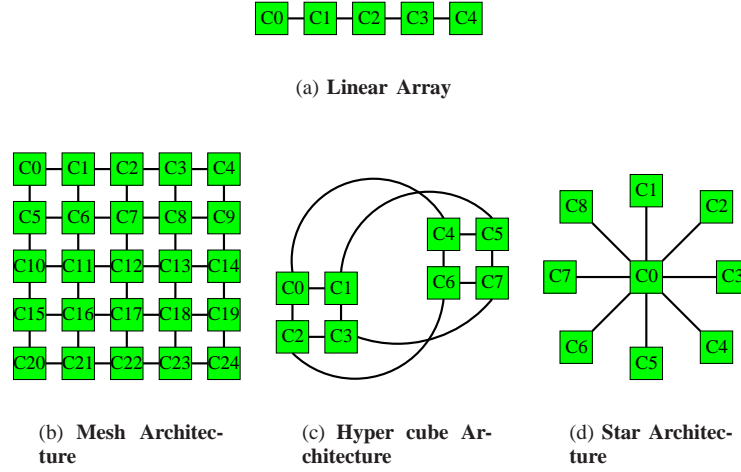 C0 C1 C2 C3 C4
(a) Linear Array
C0 C1 C2 C3 C4
C5 C6 C7 C8 C9
C10 C11 C12 C13 C14
C15 C16 C17 C18 C19
C20 C21 C22 C23 C24
(b) Mesh Architec-
ture
C4 C5
C6 C7
C0 C1
C2 C3
(c) Hyper cube Ar-
chitecture
C1
C8 C2
C7 C0 C3
C6 C4
C5
(d) Star Architec-
ture